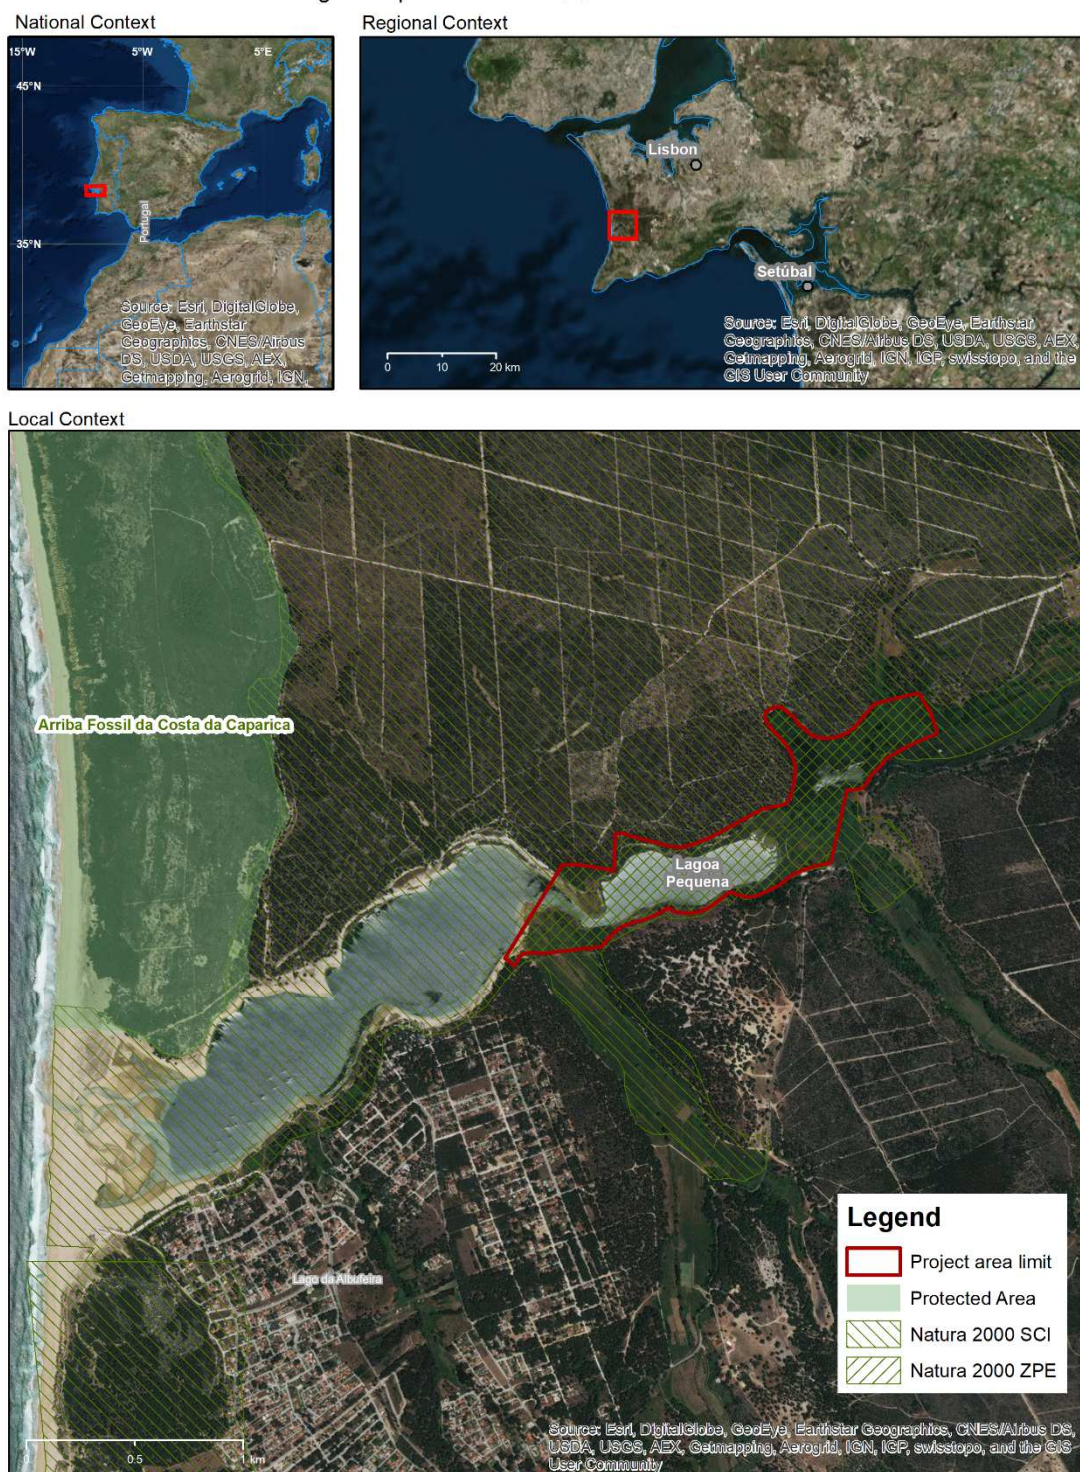 National Context
Regional Context
15°W
5°W
5°E
45°N
35°N
Portugal
Source: Esri, DigitalGlobe,
GeoEye, Earthstar
Geographics, CNES/Airbus
DS, USDA, USGS, AEX,
Getmapping, Aerogrid, IGN,
Lisbon
Setúbal
0 10 20 km
Source: Esri, DigitalGlobe, GeoEye, Earthstar
Geographics, CNES/Airbus DS, USDA, USGS, AEX,
Getmapping, Aerogrid, IGN, IGP, swisstopo, and the
GIS User Community
Local Context
Arriba Fossil da Costa da Caparica
Lagoa
Pequena
Lago da Albufeira
Legend
Project area limit
Protected Area
Natura 2000 SCI
Natura 2000 ZPE
0 0.5 1 km
Source: Esri, DigitalGlobe, GeoEye, Earthstar Geographics, CNES/Airbus DS,
USDA, USGS, AEX, Getmapping, Aerogrid, IGN, IGP, swisstopo, and the GIS
User Community